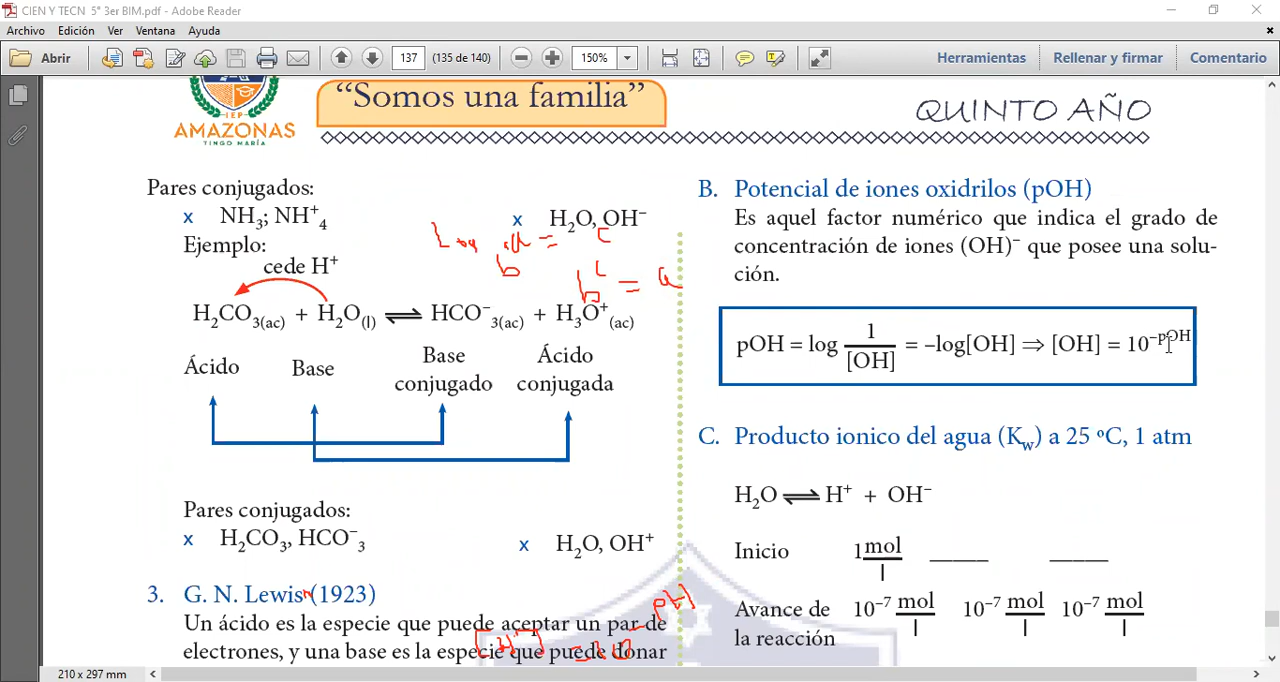 CIEN Y TECN 5° 3er BIM.pdf - Adobe Reader
Archivo Edición Ver Ventana Ayuda
Abrir 137 (135 de 140) 150% Herramientas Rellenar y firmar Comentario
IEP
AMAZONAS
TINGO MARÍA
“Somos una familia”
QUINTO AÑO
Pares conjugados:
x NH₃; NH⁺₄
x H₂O, OH⁻
Ejemplo:
cede H⁺
Log a = c
b
b^c = a
H₂CO₃(ac) + H₂O(l) ⇌ HCO⁻₃(ac) + H₃O⁺(ac)
Ácido Base Base conjugado Ácido conjugada
Pares conjugados:
x H₂CO₃, HCO⁻₃
x H₂O, OH⁺
3. G. N. Lewis (1923)
Un ácido es la especie que puede aceptar un par de
electrones, y una base es la especie que puede donar
B. Potencial de iones oxidrilos (pOH)
Es aquel factor numérico que indica el grado de
concentración de iones (OH)⁻ que posee una solu-
ción.
pOH = log 1/[OH] = –log[OH] ⇒ [OH] = 10^–pOH
C. Producto ionico del agua (Kw) a 25 ºC, 1 atm
H₂O ⇌ H⁺ + OH⁻
Inicio 1 mol/l _____ _____
Avance de la reacción 10⁻⁷ mol/l 10⁻⁷ mol/l 10⁻⁷ mol/l
210 x 297 mm